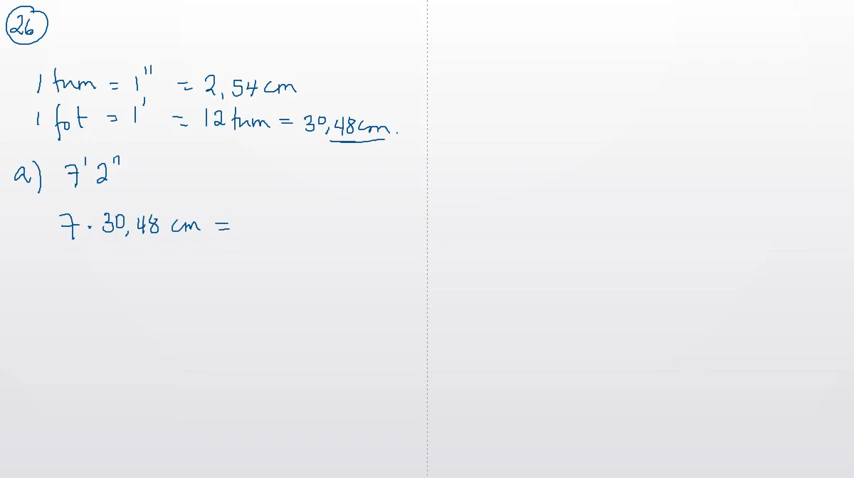 26
1 tum = 1" = 2,54 cm
1 fot = 1' = 12 tum = 30,48 cm.
a) 7' 2"
7 · 30,48 cm =